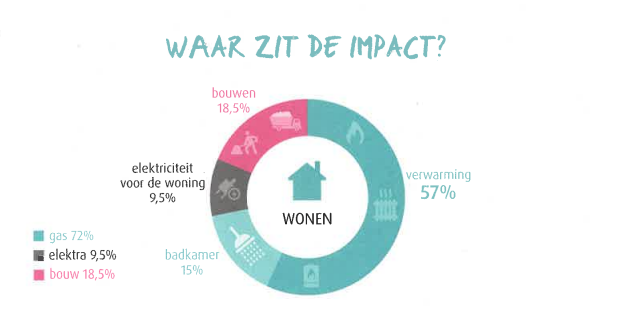 WAAR ZIT DE IMPACT?
bouwen
18,5%
elektriciteit
voor de woning
9,5%
verwarming
57%
WONEN
badkamer
15%
gas 72%
elektra 9,5%
bouw 18,5%